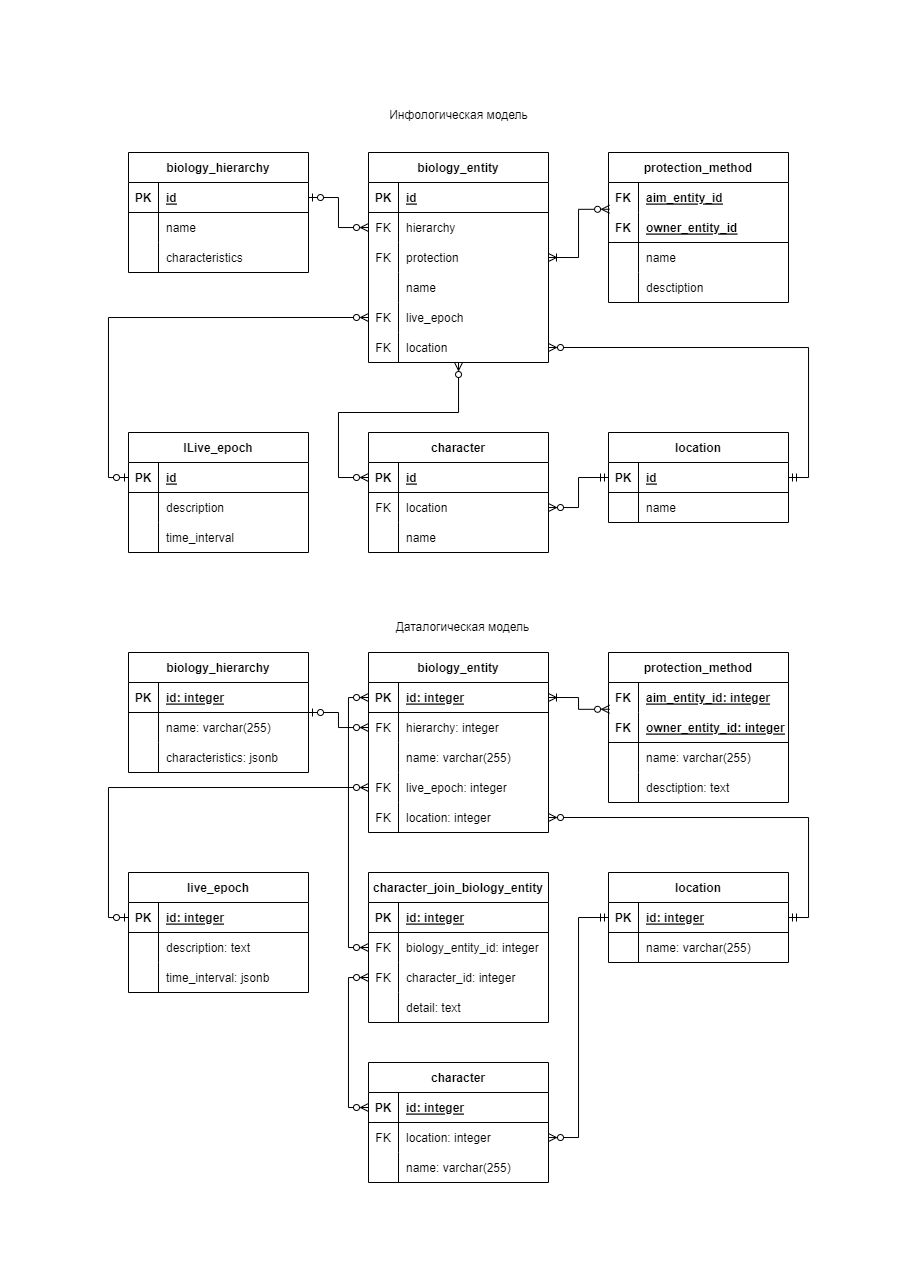 Инфологическая модель
biology_hierarchy
PK id
name
characteristics
biology_entity
PK id
FK hierarchy
FK protection
name
FK live_epoch
FK location
protection_method
FK aim_entity_id
FK owner_entity_id
name
desctiption
lLive_epoch
PK id
description
time_interval
character
PK id
FK location
name
location
PK id
name
Даталогическая модель
biology_hierarchy
PK id: integer
name: varchar(255)
characteristics: jsonb
biology_entity
PK id: integer
FK hierarchy: integer
name: varchar(255)
FK live_epoch: integer
FK location: integer
protection_method
FK aim_entity_id: integer
FK owner_entity_id: integer
name: varchar(255)
desctiption: text
live_epoch
PK id: integer
description: text
time_interval: jsonb
character_join_biology_entity
PK id: integer
FK biology_entity_id: integer
FK character_id: integer
detail: text
location
PK id: integer
name: varchar(255)
character
PK id: integer
FK location: integer
name: varchar(255)